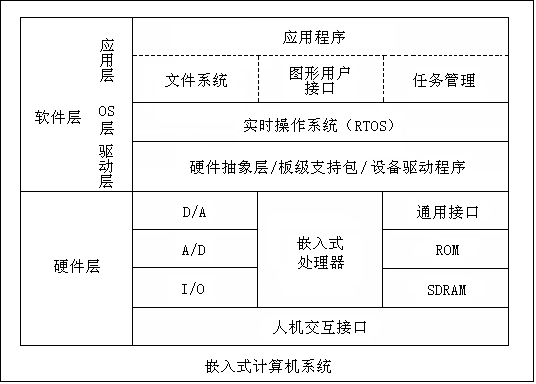 应用层
应用程序
文件系统
图形用户
接口
任务管理
软件层
OS
层
实时操作系统（RTOS）
驱动层
硬件抽象层/板级支持包/设备驱动程序
硬件层
D/A
嵌入式
处理器
通用接口
A/D
ROM
I/O
SDRAM
人机交互接口
嵌入式计算机系统